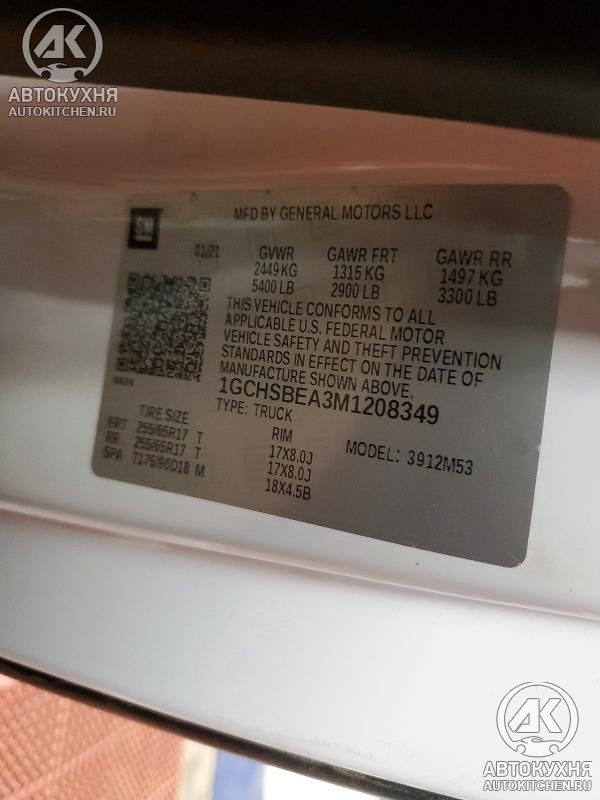 АК
АВТОКУХНЯ
AUTOKITCHEN.RU
GM
MFD BY GENERAL MOTORS LLC
01/21 GVWR GAWR FRT GAWR RR
2449 KG 1315 KG 1497 KG
5400 LB 2900 LB 3300 LB
THIS VEHICLE CONFORMS TO ALL
APPLICABLE U.S. FEDERAL MOTOR
VEHICLE SAFETY AND THEFT PREVENTION
STANDARDS IN EFFECT ON THE DATE OF
MANUFACTURE SHOWN ABOVE.
1GCHSBEA3M1208349
TYPE: TRUCK
TIRE SIZE RIM MODEL: 3912M53
FRT 255/65R17 T 17X8.0J
RR 255/65R17 T 17X8.0J
SPA T175/90D18 M 18X4.5B
АК
АВТОКУХНЯ
AUTOKITCHEN.RU